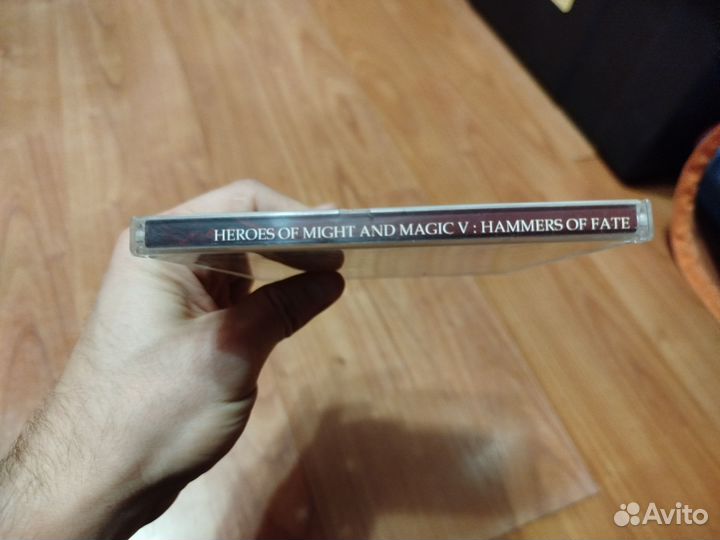 HEROES OF MIGHT AND MAGIC V : HAMMERS OF FATE
Avito